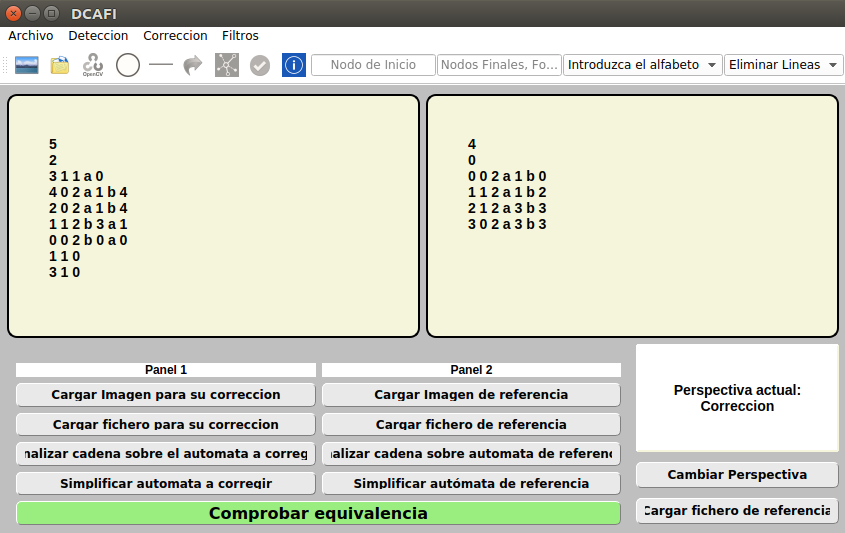 DCAFI
Archivo Deteccion Correccion Filtros
OpenCV Nodo de Inicio Nodos Finales, Fo... Introduzca el alfabeto Eliminar Lineas
5
2
3 1 1 a 0
4 0 2 a 1 b 4
2 0 2 a 1 b 4
1 1 2 b 3 a 1
0 0 2 b 0 a 0
1 1 0
3 1 0
4
0
0 0 2 a 1 b 0
1 1 2 a 1 b 2
2 1 2 a 3 b 3
3 0 2 a 3 b 3
Panel 1
Cargar Imagen para su correccion
Cargar fichero para su correccion
nalizar cadena sobre el automata a correg
Simplificar automata a corregir
Panel 2
Cargar Imagen de referencia
Cargar fichero de referencia
alizar cadena sobre automata de referenc
Simplificar autómata de referencia
Comprobar equivalencia
Perspectiva actual:
Correccion
Cambiar Perspectiva
Cargar fichero de referencia